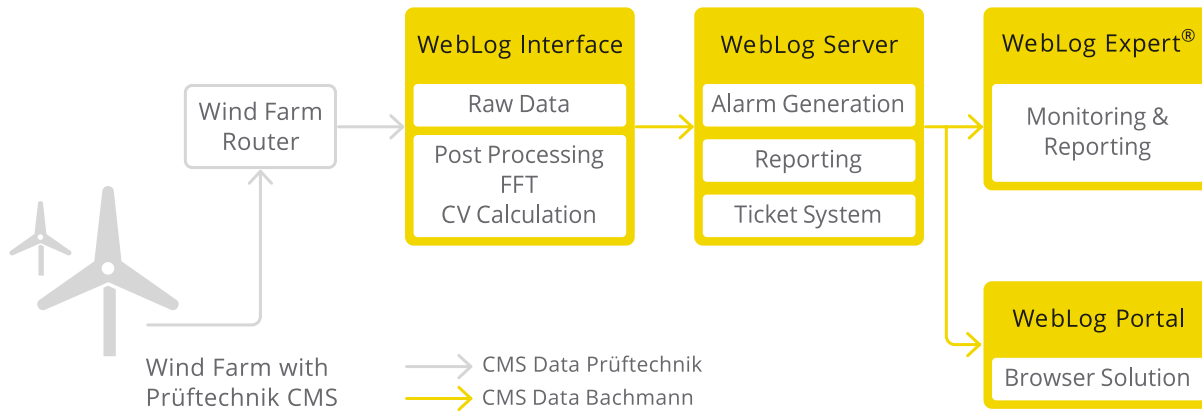 Wind Farm with
Prüftechnik CMS
Wind Farm
Router
WebLog Interface
Raw Data
Post Processing
FFT
CV Calculation
WebLog Server
Alarm Generation
Reporting
Ticket System
WebLog Expert®
Monitoring &
Reporting
WebLog Portal
Browser Solution
CMS Data Prüftechnik
CMS Data Bachmann